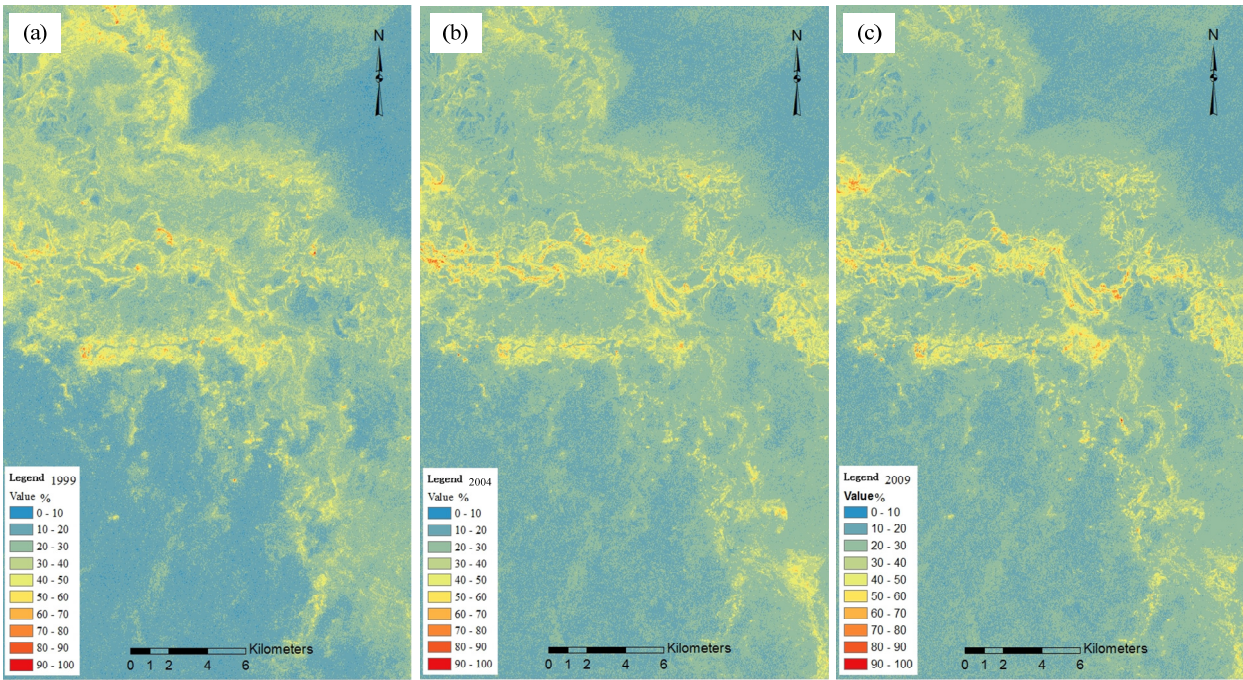 (a)
N
Legend 1999
Value %
0 - 10
10 - 20
20 - 30
30 - 40
40 - 50
50 - 60
60 - 70
70 - 80
80 - 90
90 - 100
Kilometers
0 1 2 4 6
(b)
N
Legend 2004
Value %
0 - 10
10 - 20
20 - 30
30 - 40
40 - 50
50 - 60
60 - 70
70 - 80
80 - 90
90 - 100
Kilometers
0 1 2 4 6
(c)
N
Legend 2009
Value%
0 - 10
10 - 20
20 - 30
30 - 40
40 - 50
50 - 60
60 - 70
70 - 80
80 - 90
90 - 100
Kilometers
0 1 2 4 6